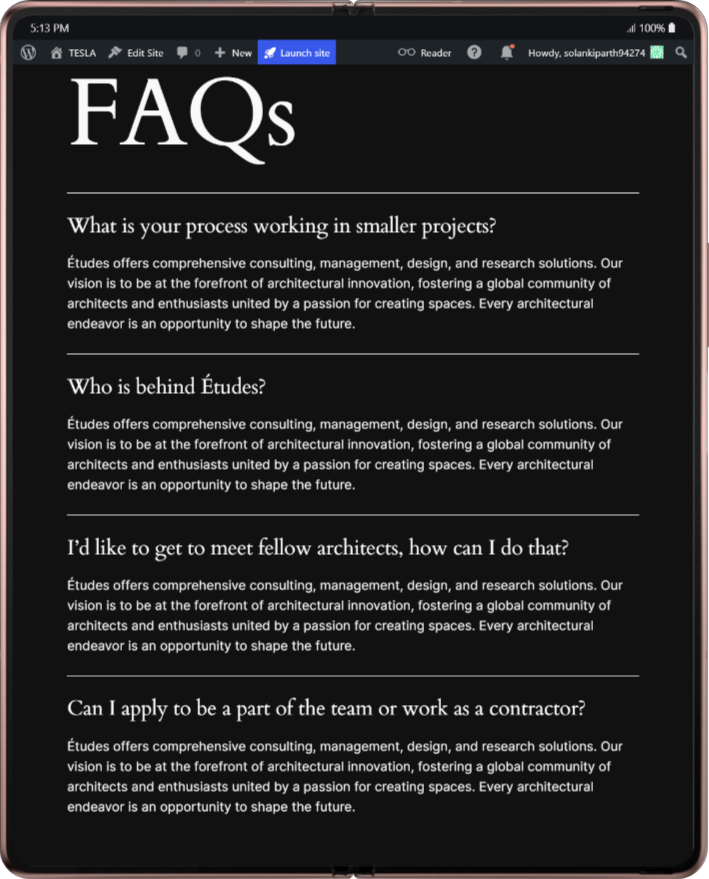 5:13 PM 100%
TESLA Edit Site 0 New Launch site Reader Howdy, solankiparth94274
FAQs
What is your process working in smaller projects?
Études offers comprehensive consulting, management, design, and research solutions. Our
vision is to be at the forefront of architectural innovation, fostering a global community of
architects and enthusiasts united by a passion for creating spaces. Every architectural
endeavor is an opportunity to shape the future.
Who is behind Études?
Études offers comprehensive consulting, management, design, and research solutions. Our
vision is to be at the forefront of architectural innovation, fostering a global community of
architects and enthusiasts united by a passion for creating spaces. Every architectural
endeavor is an opportunity to shape the future.
I’d like to get to meet fellow architects, how can I do that?
Études offers comprehensive consulting, management, design, and research solutions. Our
vision is to be at the forefront of architectural innovation, fostering a global community of
architects and enthusiasts united by a passion for creating spaces. Every architectural
endeavor is an opportunity to shape the future.
Can I apply to be a part of the team or work as a contractor?
Études offers comprehensive consulting, management, design, and research solutions. Our
vision is to be at the forefront of architectural innovation, fostering a global community of
architects and enthusiasts united by a passion for creating spaces. Every architectural
endeavor is an opportunity to shape the future.